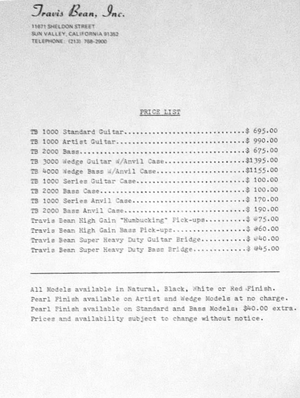 Travis Bean, Inc.
11671 SHELDON STREET
SUN VALLEY, CALIFORNIA 91352
TELEPHONE: (213) 768-2900
PRICE LIST
TB 1000 Standard Guitar..............................$ 695.00
TB 1000 Artist Guitar................................$ 990.00
TB 2000 Bass.........................................$ 675.00
TB 3000 Wedge Guitar W/Anvil Case....................$1395.00
TB 4000 Wedge Bass W/Anvil Case......................$1155.00
TB 1000 Series Guitar Case...........................$ 100.00
TB 2000 Bass Case....................................$ 100.00
TB 1000 Series Anvil Case............................$ 170.00
TB 2000 Bass Anvil Case..............................$ 190.00
Travis Bean High Gain "Humbucking" Pick-ups..........$ 75.00
Travis Bean High Gain Bass Pick-ups..................$ 60.00
Travis Bean Super Heavy Duty Guitar Bridge...........$ 40.00
Travis Bean Super Heavy Duty Bass Bridge.............$ 45.00
All Models available in Natural, Black, White or Red Finish.
Pearl Finish available on Artist and Wedge Models at no charge.
Pearl Finish available on Standard and Bass Models; $40.00 extra.
Prices and availability subject to change without notice.